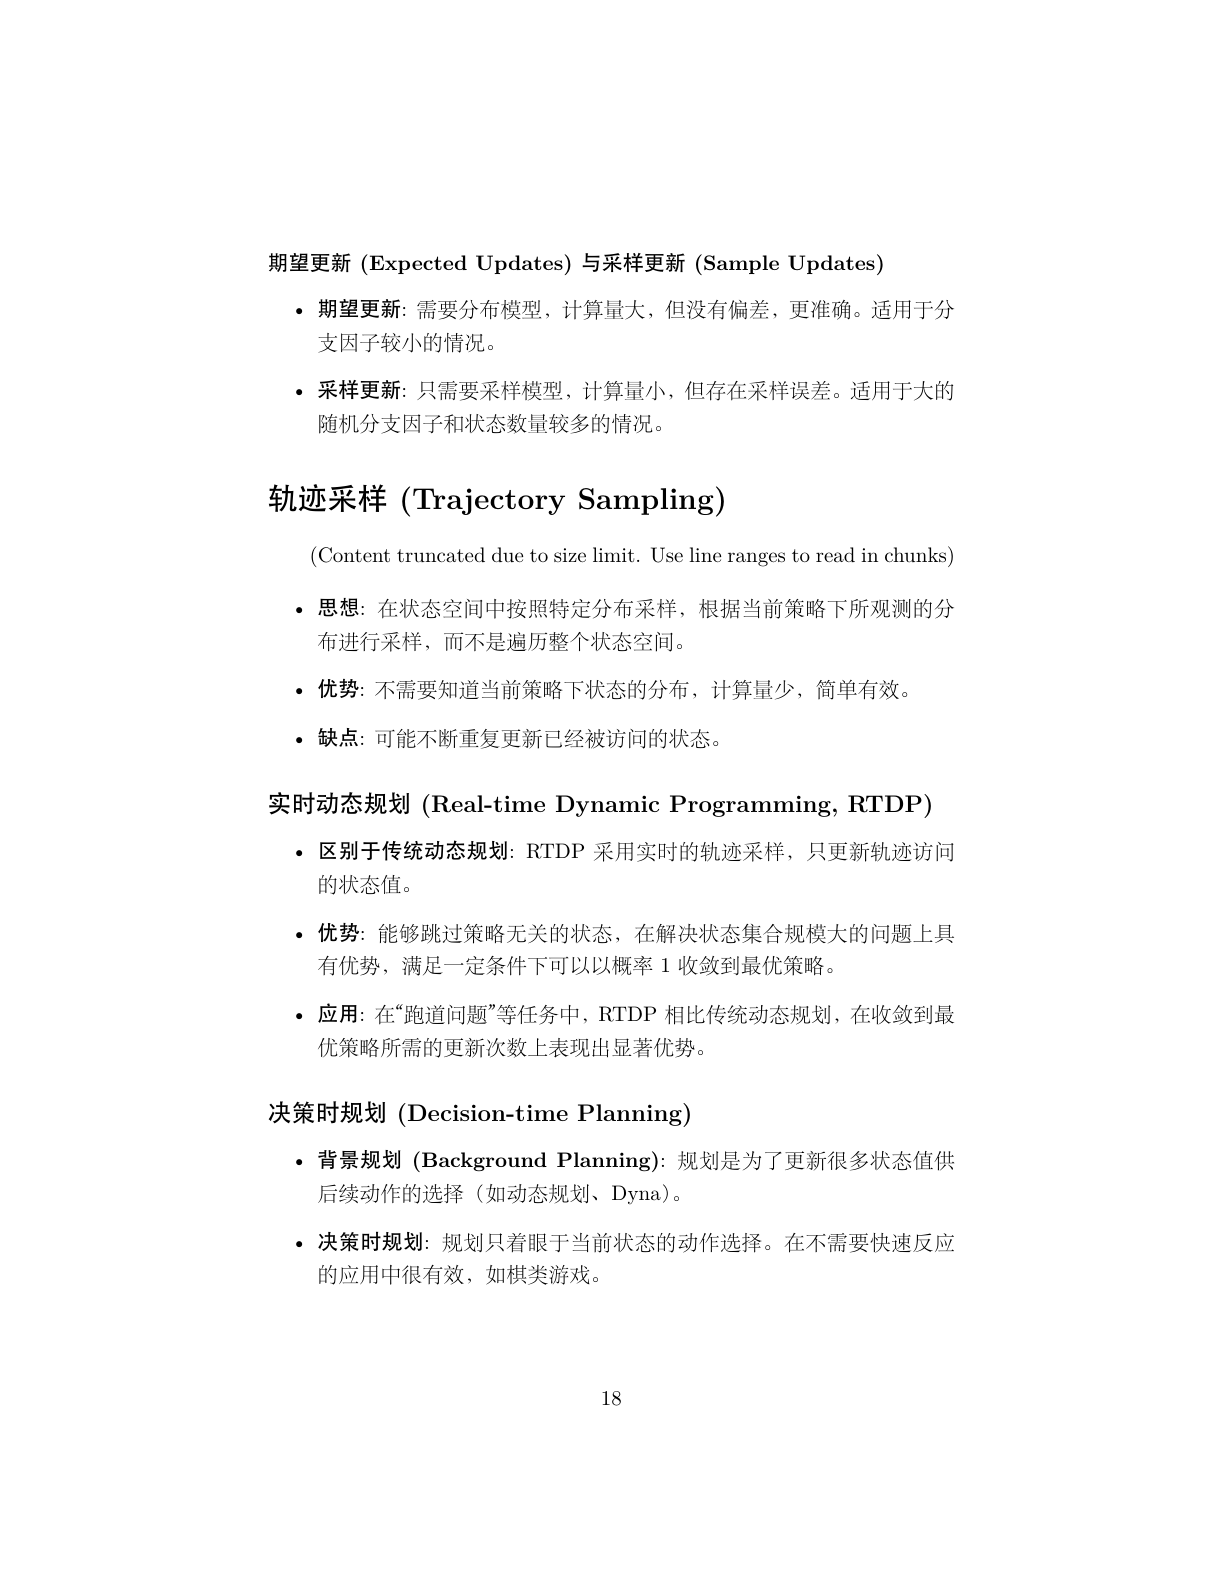 期望更新 (Expected Updates) 与采样更新 (Sample Updates)
• 期望更新: 需要分布模型，计算量大，但没有偏差，更准确。适用于分
支因子较小的情况。
• 采样更新: 只需要采样模型，计算量小，但存在采样误差。适用于大的
随机分支因子和状态数量较多的情况。
轨迹采样 (Trajectory Sampling)
(Content truncated due to size limit. Use line ranges to read in chunks)
• 思想: 在状态空间中按照特定分布采样，根据当前策略下所观测的分
布进行采样，而不是遍历整个状态空间。
• 优势: 不需要知道当前策略下状态的分布，计算量少，简单有效。
• 缺点: 可能不断重复更新已经被访问的状态。
实时动态规划 (Real-time Dynamic Programming, RTDP)
• 区别于传统动态规划: RTDP 采用实时的轨迹采样，只更新轨迹访问
的状态值。
• 优势: 能够跳过策略无关的状态，在解决状态集合规模大的问题上具
有优势，满足一定条件下可以以概率 1 收敛到最优策略。
• 应用: 在“跑道问题”等任务中，RTDP 相比传统动态规划，在收敛到最
优策略所需的更新次数上表现出显著优势。
决策时规划 (Decision-time Planning)
• 背景规划 (Background Planning): 规划是为了更新很多状态值供
后续动作的选择（如动态规划、Dyna）。
• 决策时规划: 规划只着眼于当前状态的动作选择。在不需要快速反应
的应用中很有效，如棋类游戏。
18